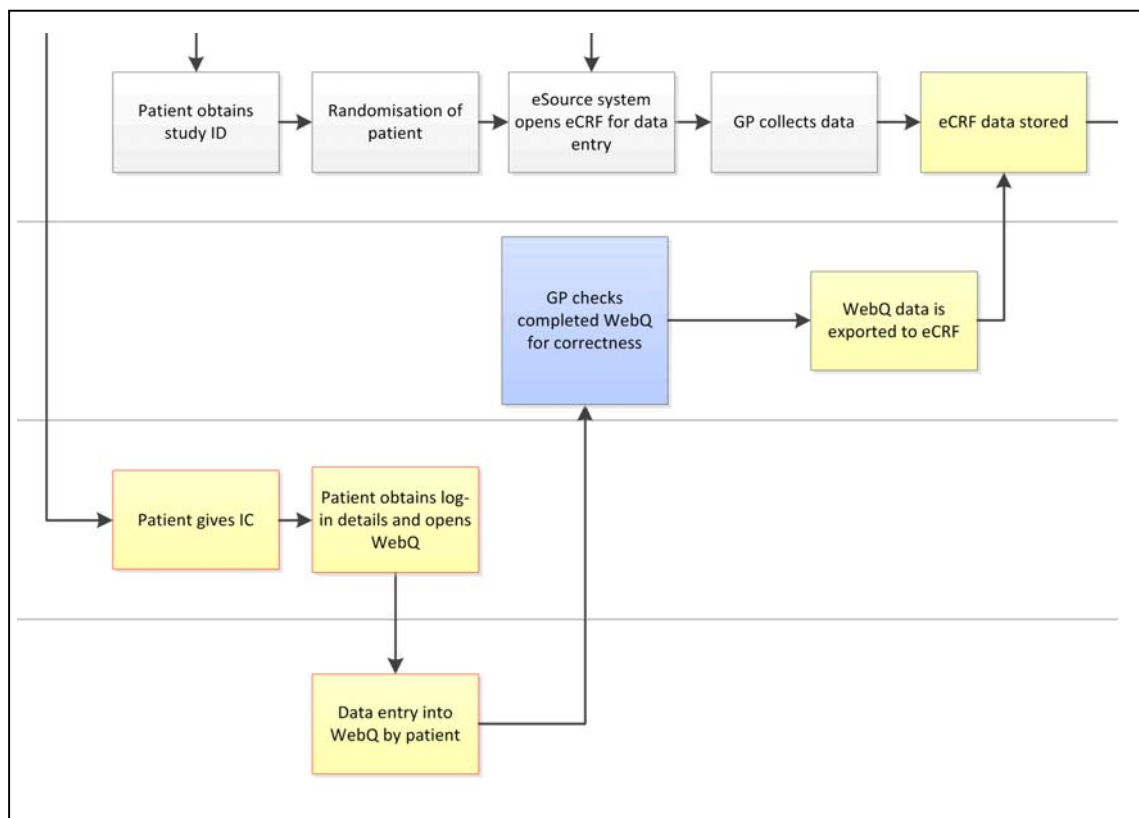 Patient obtains
study ID
Randomisation of
patient
eSource system
opens eCRF for data
entry
GP collects data
eCRF data stored
GP checks
completed WebQ
for correctness
WebQ data is
exported to eCRF
Patient gives IC
Patient obtains log-
in details and opens
WebQ
Data entry into
WebQ by patient